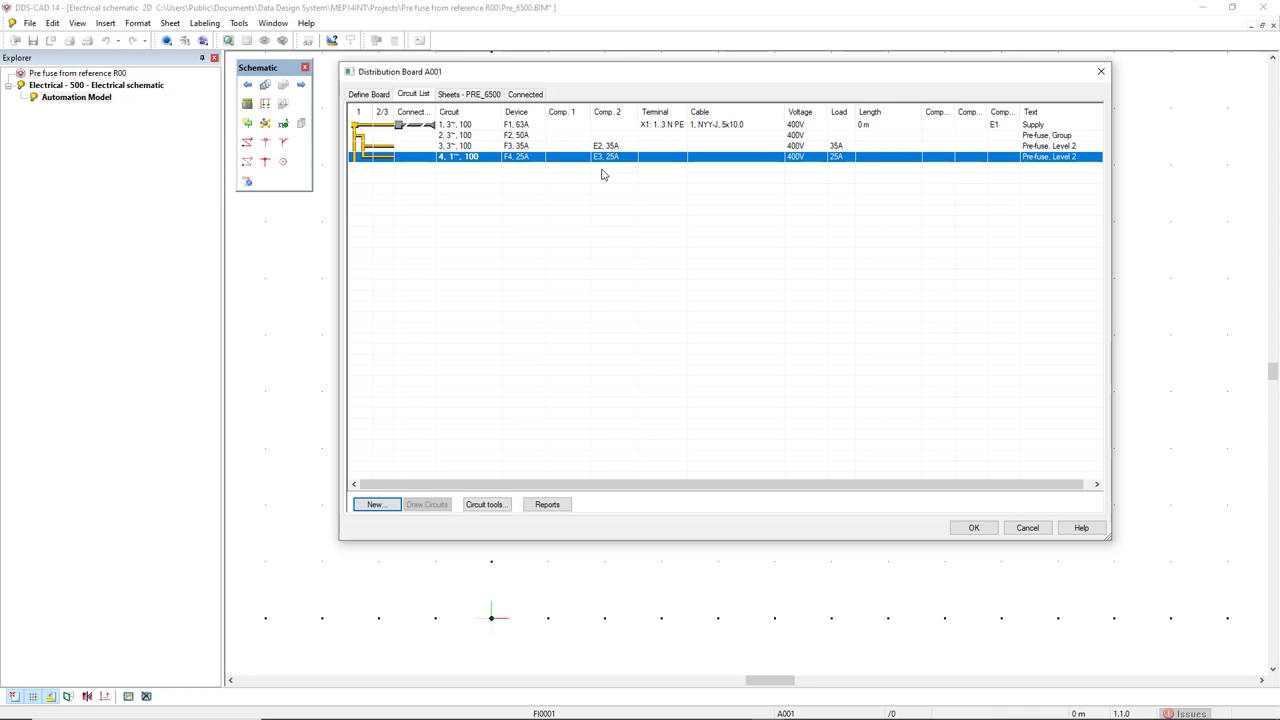 DDS-CAD 14 - [Electrical schematic 2D C:\Users\Public\Documents\Data Design System\MEP14INT\Projects\Pre fuse from reference R00\Pre_6500.BIM* ]
File Edit View Insert Format Sheet Labeling Tools Window Help
Explorer
Pre fuse from reference R00
Electrical - 500 - Electrical schematic
Automation Model
Schematic
Distribution Board A001
Define Board Circuit List Sheets - PRE_6500 Connected
1 2/3 Connect... Circuit Device Comp. 1 Comp. 2 Terminal Cable Voltage Load Length Comp... Comp... Comp... Text
1, 3~, 100 F1, 63A X1: 1..3 N PE 1, NYY-J, 5x10.0 400V 0 m E1 Supply
2, 3~, 100 F2, 50A 400V Pre-fuse, Group
3, 3~, 100 F3, 35A E2, 35A 400V 35A Pre-fuse, Level 2
4, 1~, 100 F4, 25A E3, 25A 400V 25A Pre-fuse, Level 2
New... Draw Circuits Circuit tools... Reports
OK Cancel Help
FI0001 A001 /0 0 m 1.1.0 Issues